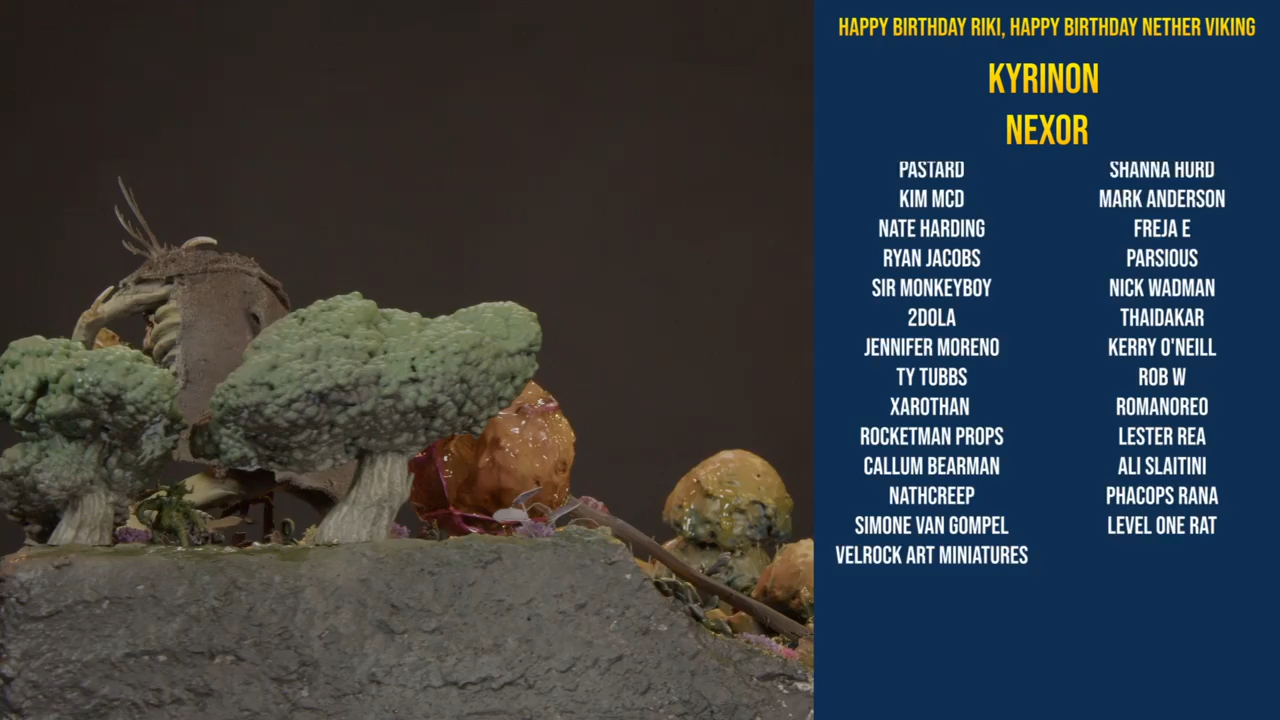 HAPPY BIRTHDAY RIKI, HAPPY BIRTHDAY NETHER VIKING
KYRINON
NEXOR
PASTARD
KIM MCD
NATE HARDING
RYAN JACOBS
SIR MONKEYBOY
2DOLA
JENNIFER MORENO
TY TUBBS
XAROTHAN
ROCKETMAN PROPS
CALLUM BEARMAN
NATHCREEP
SIMONE VAN GOMPEL
VELROCK ART MINIATURES
SHANNA HURD
MARK ANDERSON
FREJA E
PARSIOUS
NICK WADMAN
THAIDAKAR
KERRY O'NEILL
ROB W
ROMANOREO
LESTER REA
ALI SLAITINI
PHACOPS RANA
LEVEL ONE RAT